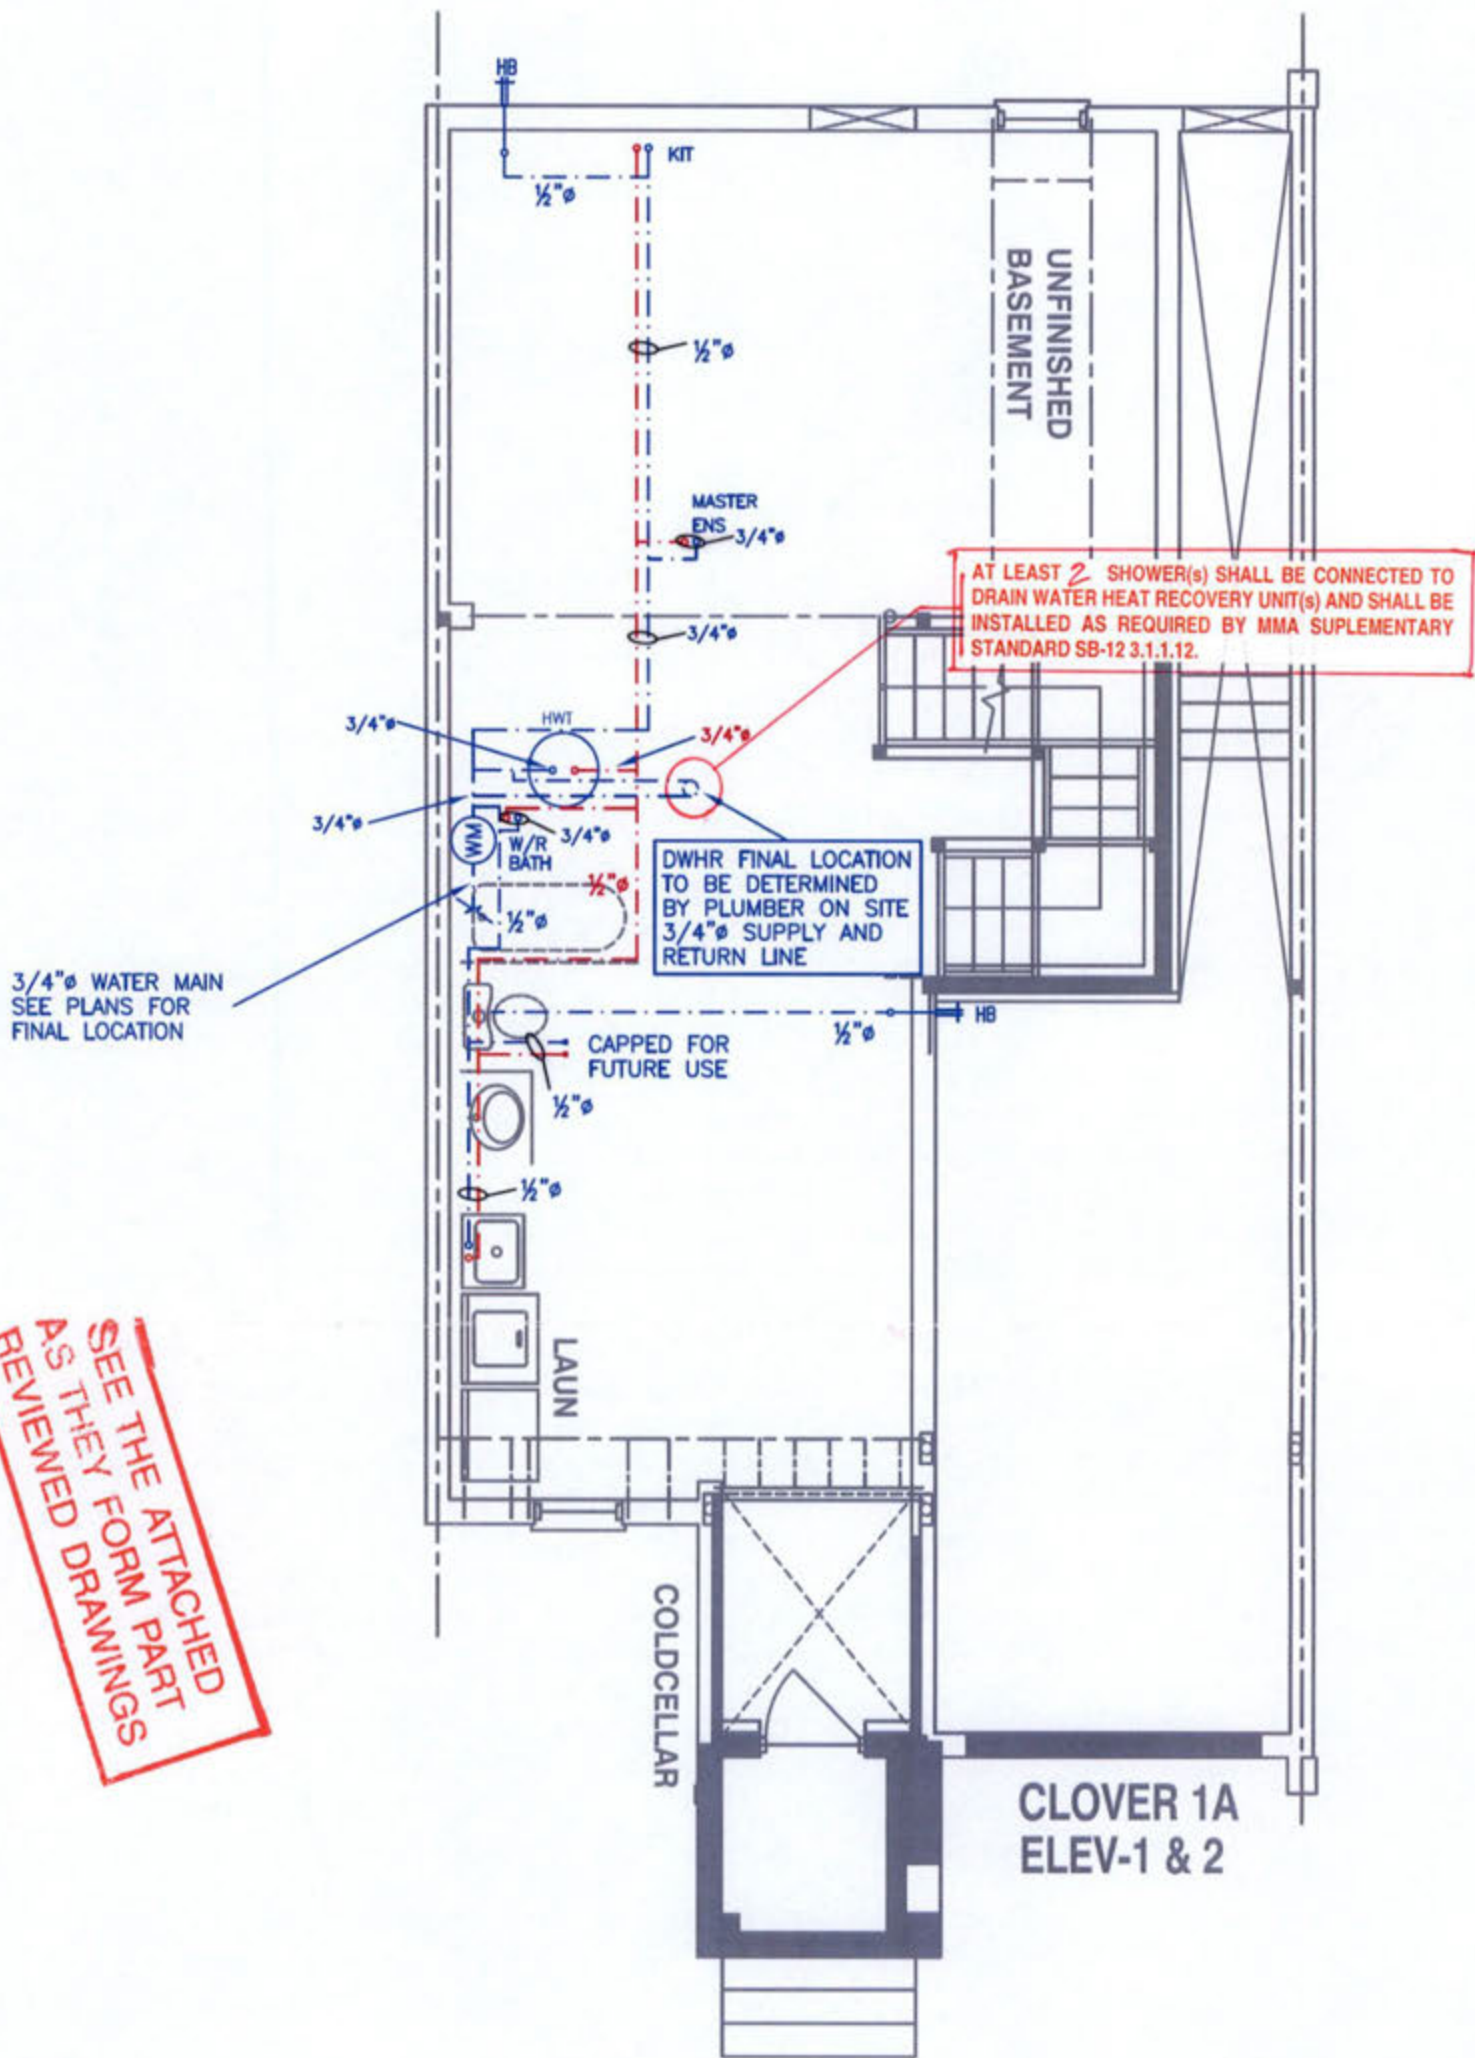 HB
KIT
½"ø
UNFINISHED
BASEMENT
½"ø
MASTER
ENS
3/4"ø
AT LEAST 2 SHOWER(s) SHALL BE CONNECTED TO
DRAIN WATER HEAT RECOVERY UNIT(s) AND SHALL BE
INSTALLED AS REQUIRED BY MMA SUPLEMENTARY
STANDARD SB-12 3.1.1.12.
3/4"ø
3/4"ø
HWT
3/4"ø
3/4"ø
WM
W/R
BATH
3/4"ø
½"ø
½"ø
DWHR FINAL LOCATION
TO BE DETERMINED
BY PLUMBER ON SITE
3/4"ø SUPPLY AND
RETURN LINE
3/4"ø WATER MAIN
SEE PLANS FOR
FINAL LOCATION
½"ø
HB
CAPPED FOR
FUTURE USE
½"ø
½"ø
LAUN
SEE THE ATTACHED
AS THEY FORM PART
REVIEWED DRAWINGS
COLDCELLAR
CLOVER 1A
ELEV-1 & 2